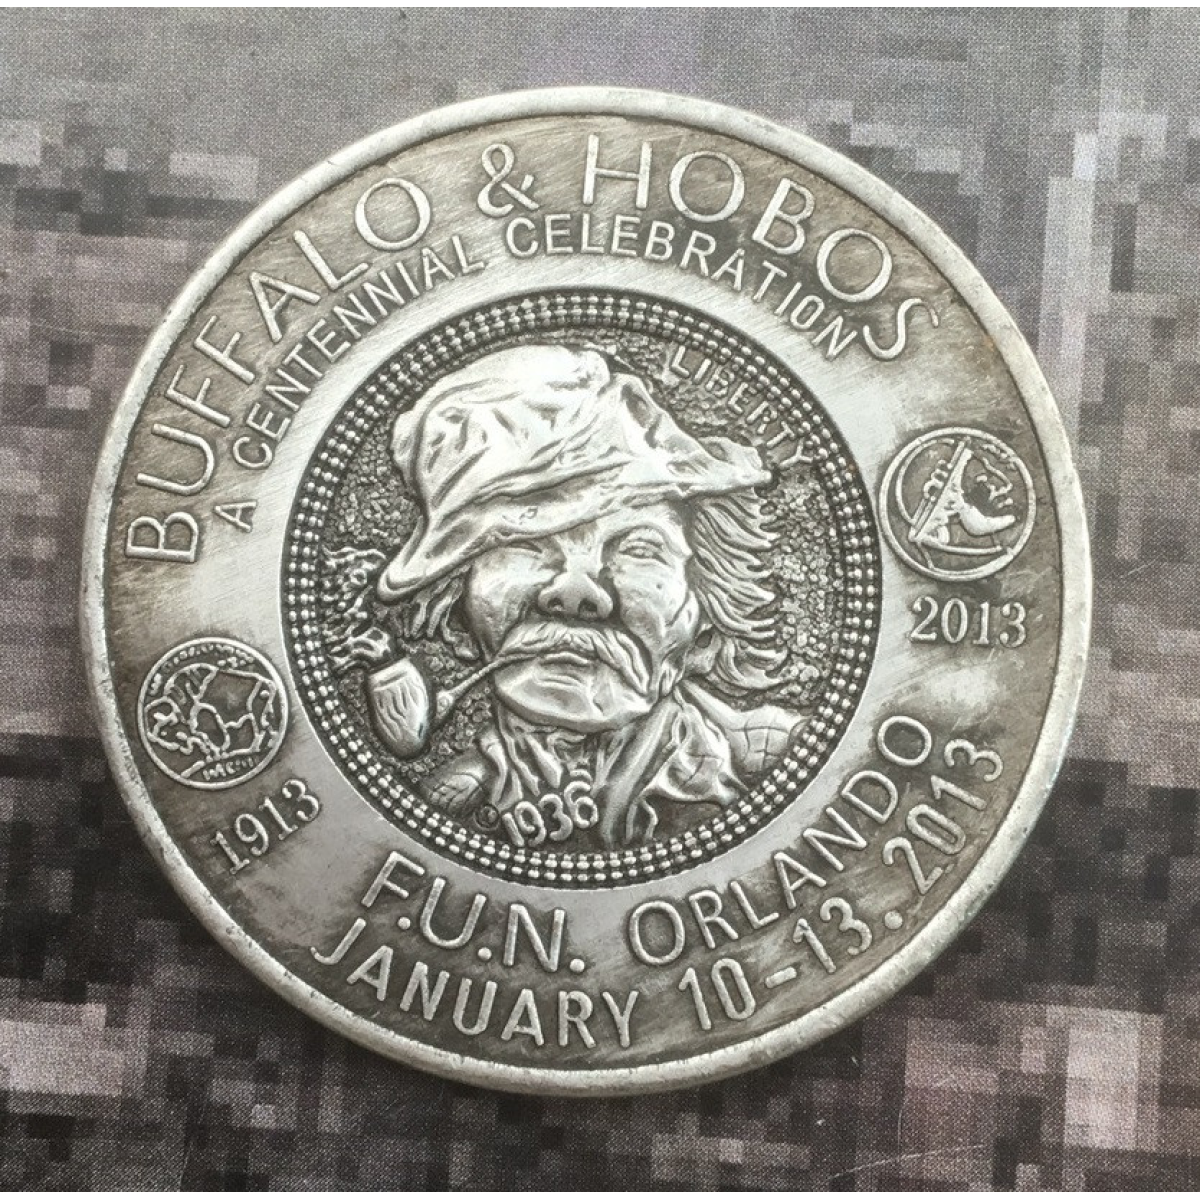 BUFFALO & HOBOS
A CENTENNIAL CELEBRATION
LIBERTY
2013
1913
©1936
F.U.N. ORLANDO
JANUARY 10-13.2013